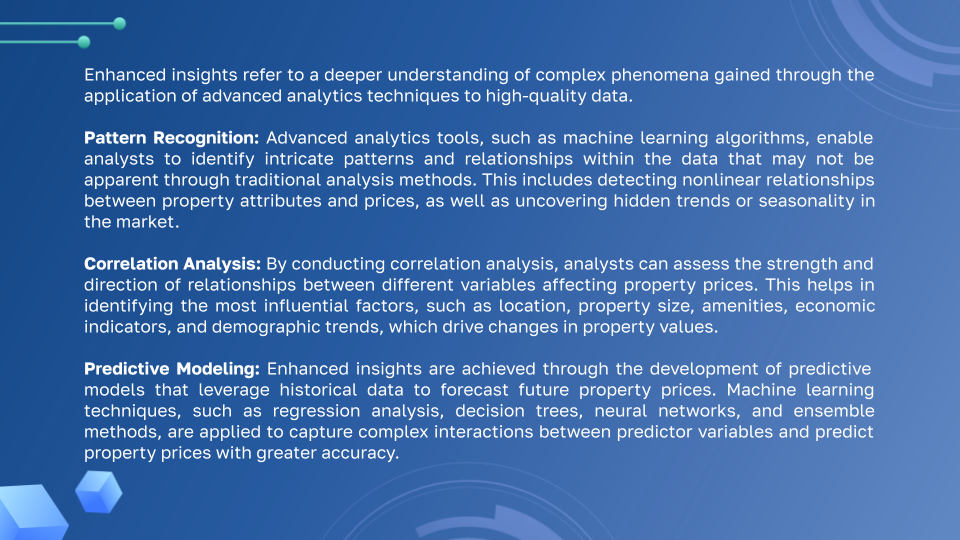 Enhanced insights refer to a deeper understanding of complex phenomena gained through the
application of advanced analytics techniques to high-quality data.
Pattern Recognition: Advanced analytics tools, such as machine learning algorithms, enable
analysts to identify intricate patterns and relationships within the data that may not be
apparent through traditional analysis methods. This includes detecting nonlinear relationships
between property attributes and prices, as well as uncovering hidden trends or seasonality in
the market.
Correlation Analysis: By conducting correlation analysis, analysts can assess the strength and
direction of relationships between different variables affecting property prices. This helps in
identifying the most influential factors, such as location, property size, amenities, economic
indicators, and demographic trends, which drive changes in property values.
Predictive Modeling: Enhanced insights are achieved through the development of predictive
models that leverage historical data to forecast future property prices. Machine learning
techniques, such as regression analysis, decision trees, neural networks, and ensemble
methods, are applied to capture complex interactions between predictor variables and predict
property prices with greater accuracy.